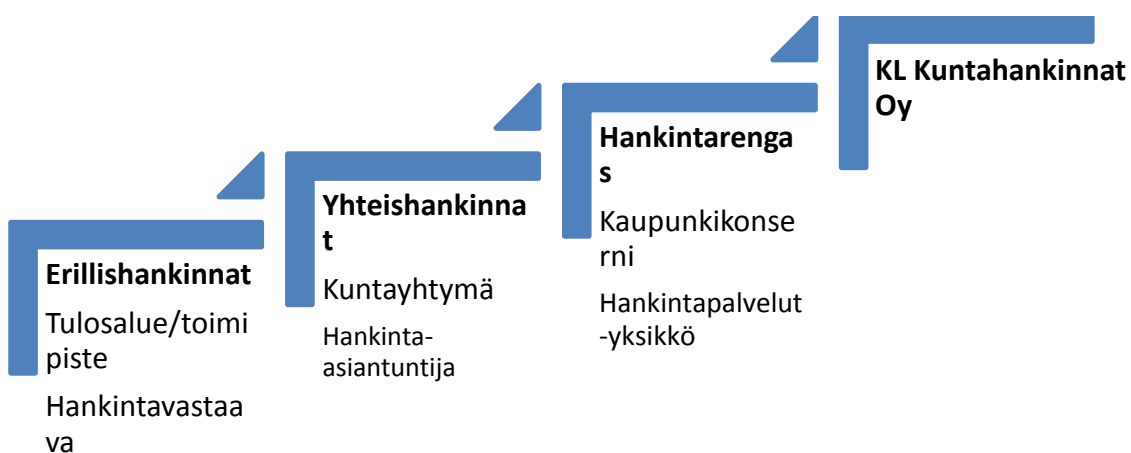 Erillishankinnat
Tulosalue/toimi
piste
Hankintavastaa
va
Yhteishankinna
t
Kuntayhtymä
Hankinta-
asiantuntija
Hankintarenga
s
Kaupunkikonse
rni
Hankintapalvelut
-yksikkö
KL Kuntahankinnat
Oy